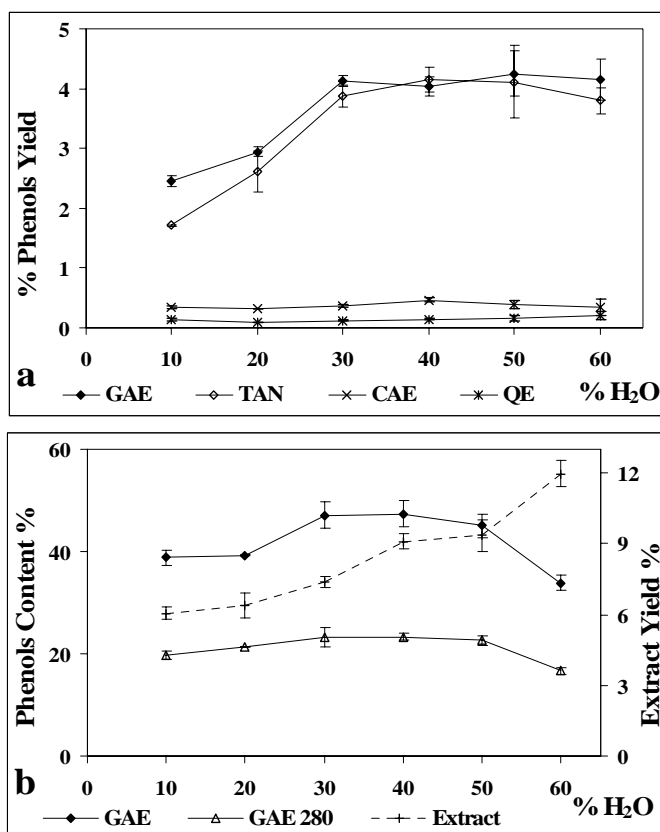 5
4
3
2
1
0
% Phenols Yield
0 10 20 30 40 50 60
a
% H₂O
GAE TAN CAE QE
60
40
20
0
Phenols Content %
12
9
6
3
0
Extract Yield %
0 10 20 30 40 50 60
b
% H₂O
GAE GAE 280 Extract